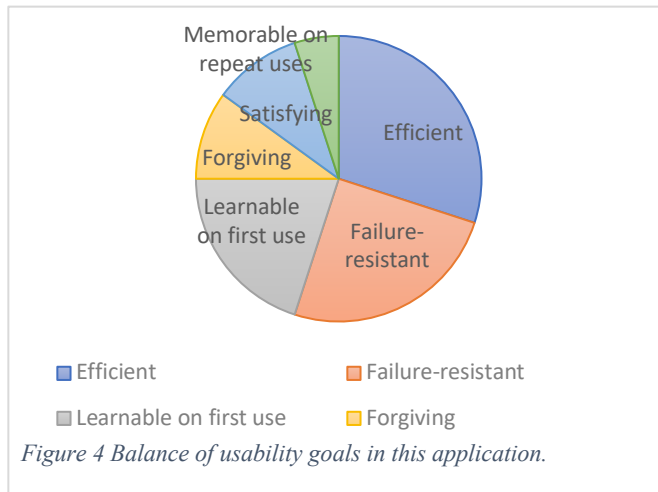 Memorable on
repeat uses
Efficient
Satisfying
Forgiving
Learnable
on first use
Failure-
resistant
Efficient
Failure-resistant
Learnable on first use
Forgiving
Figure 4 Balance of usability goals in this application.